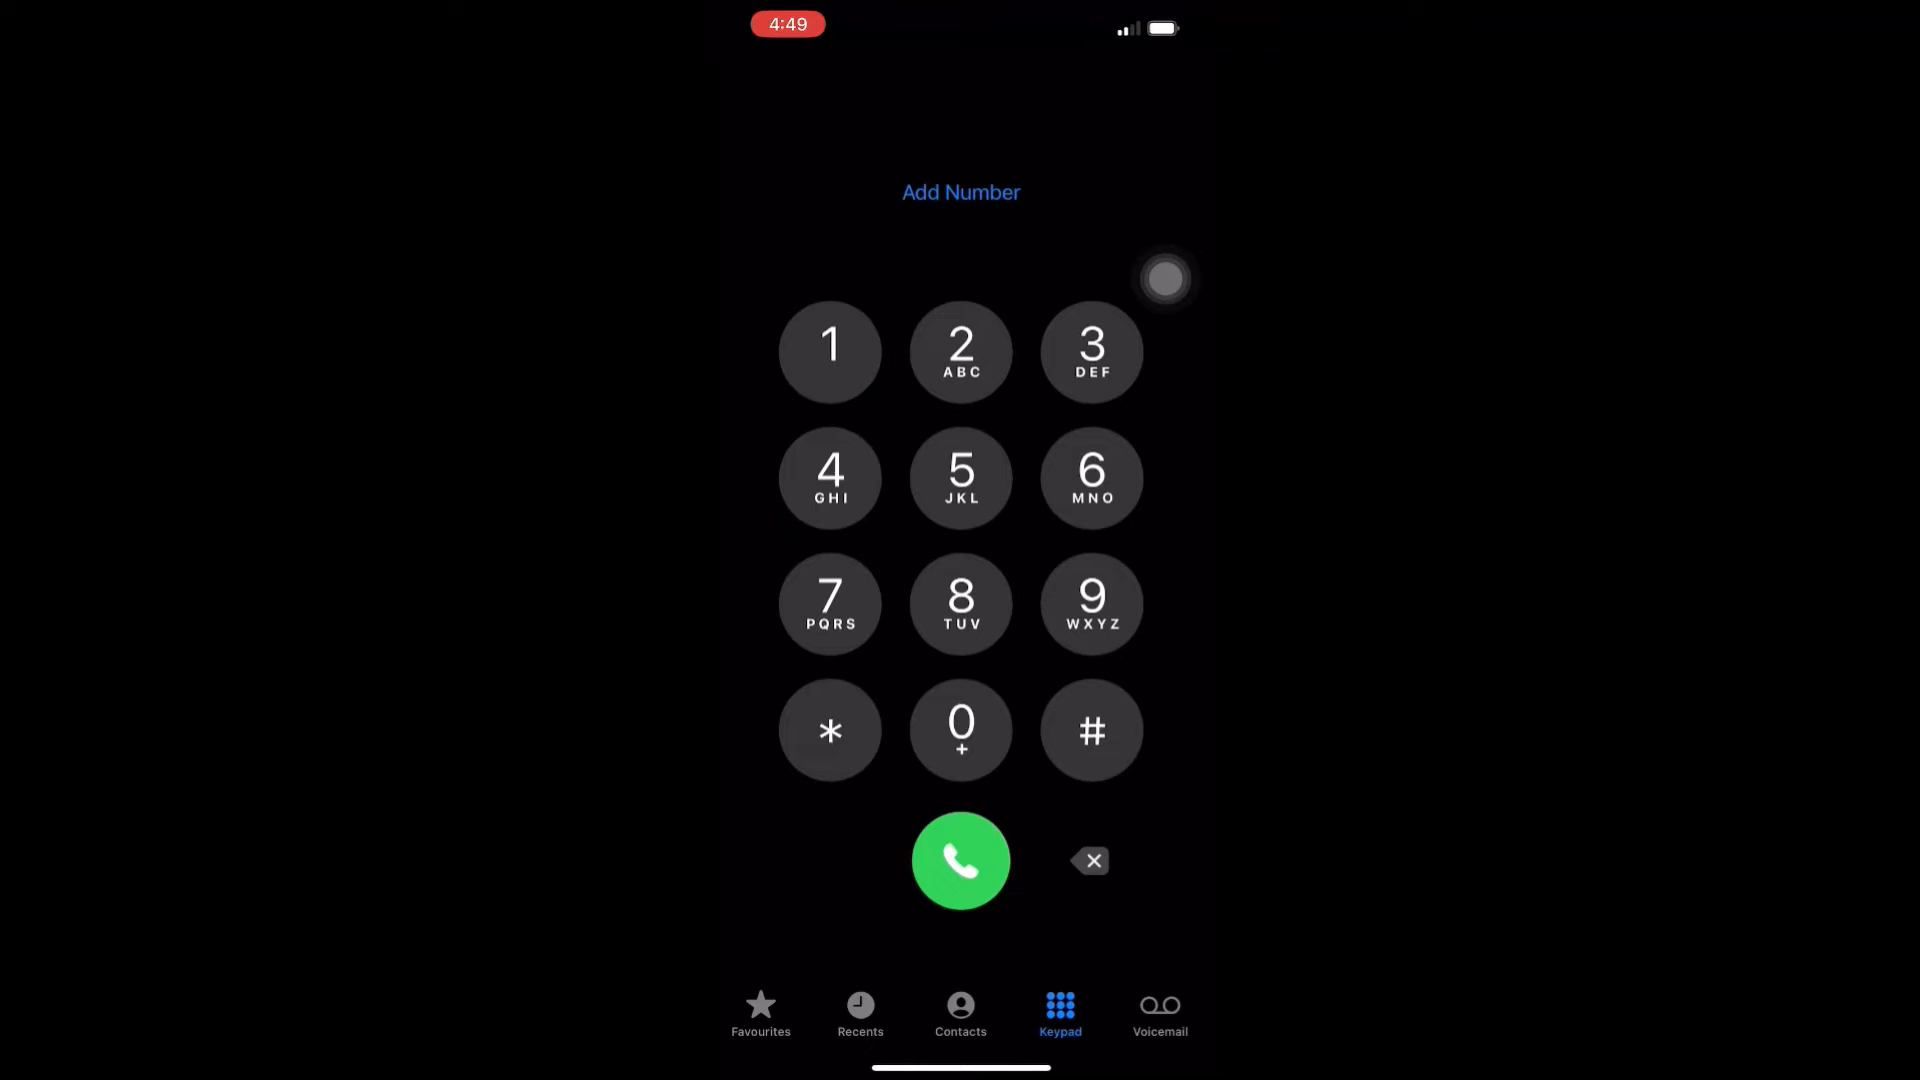 4:49
Add Number
1 2 3
ABC DEF
4 5 6
GHI JKL MNO
7 8 9
PQRS TUV WXYZ
* 0 #
+
Favourites Recents Contacts Keypad Voicemail